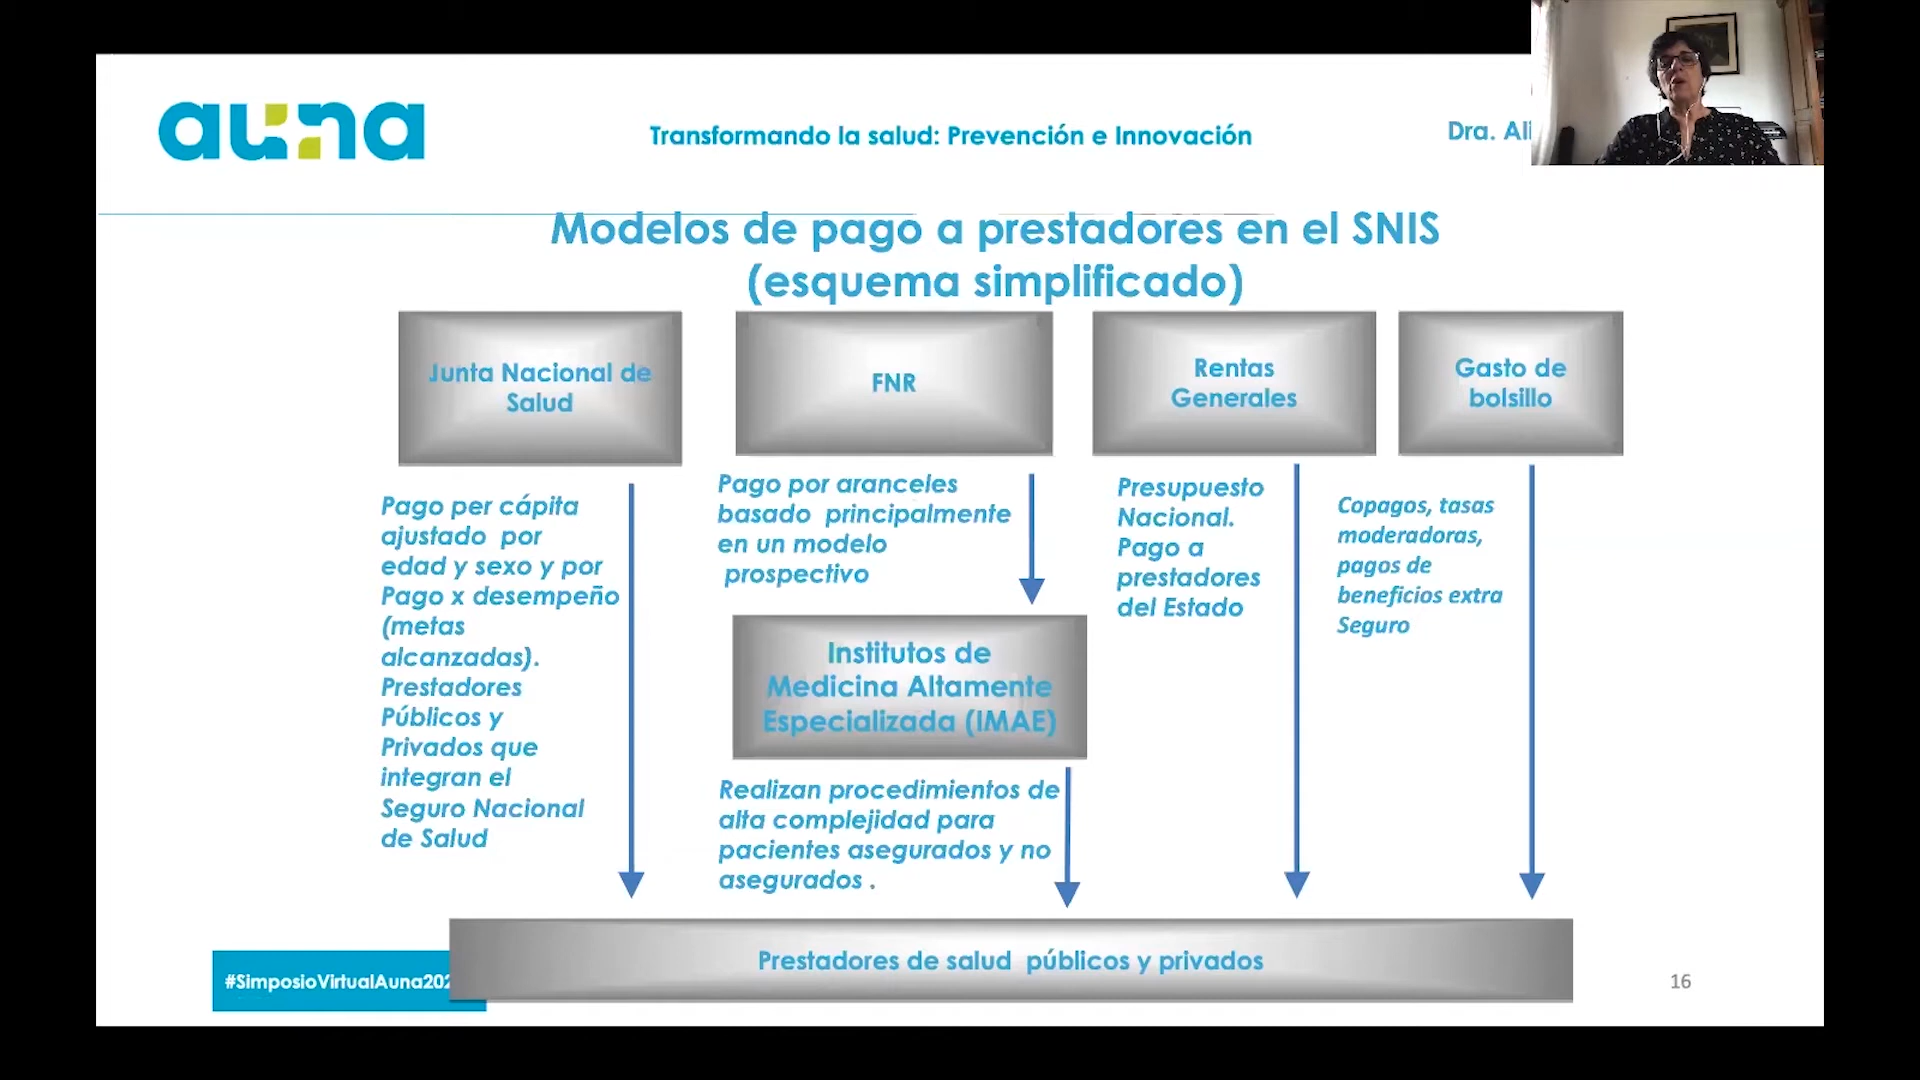 auna
Transformando la salud: Prevención e Innovación
Dra. Ali
Modelos de pago a prestadores en el SNIS
(esquema simplificado)
Junta Nacional de
Salud
FNR
Rentas
Generales
Gasto de
bolsillo
Pago per cápita
ajustado por
edad y sexo y por
Pago x desempeño
(metas
alcanzadas).
Prestadores
Públicos y
Privados que
integran el
Seguro Nacional
de Salud
Pago por aranceles
basado principalmente
en un modelo
prospectivo
Institutos de
Medicina Altamente
Especializada (IMAE)
Realizan procedimientos de
alta complejidad para
pacientes asegurados y no
asegurados .
Presupuesto
Nacional.
Pago a
prestadores
del Estado
Copagos, tasas
moderadoras,
pagos de
beneficios extra
Seguro
Prestadores de salud públicos y privados
#SimposioVirtualAuna202
16